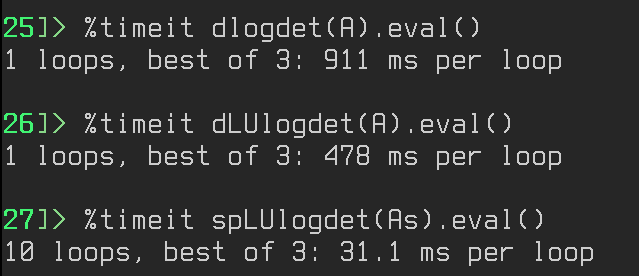 25]> %timeit dlogdet(A).eval()
1 loops, best of 3: 911 ms per loop
26]> %timeit dLUlogdet(A).eval()
1 loops, best of 3: 478 ms per loop
27]> %timeit spLUlogdet(As).eval()
10 loops, best of 3: 31.1 ms per loop